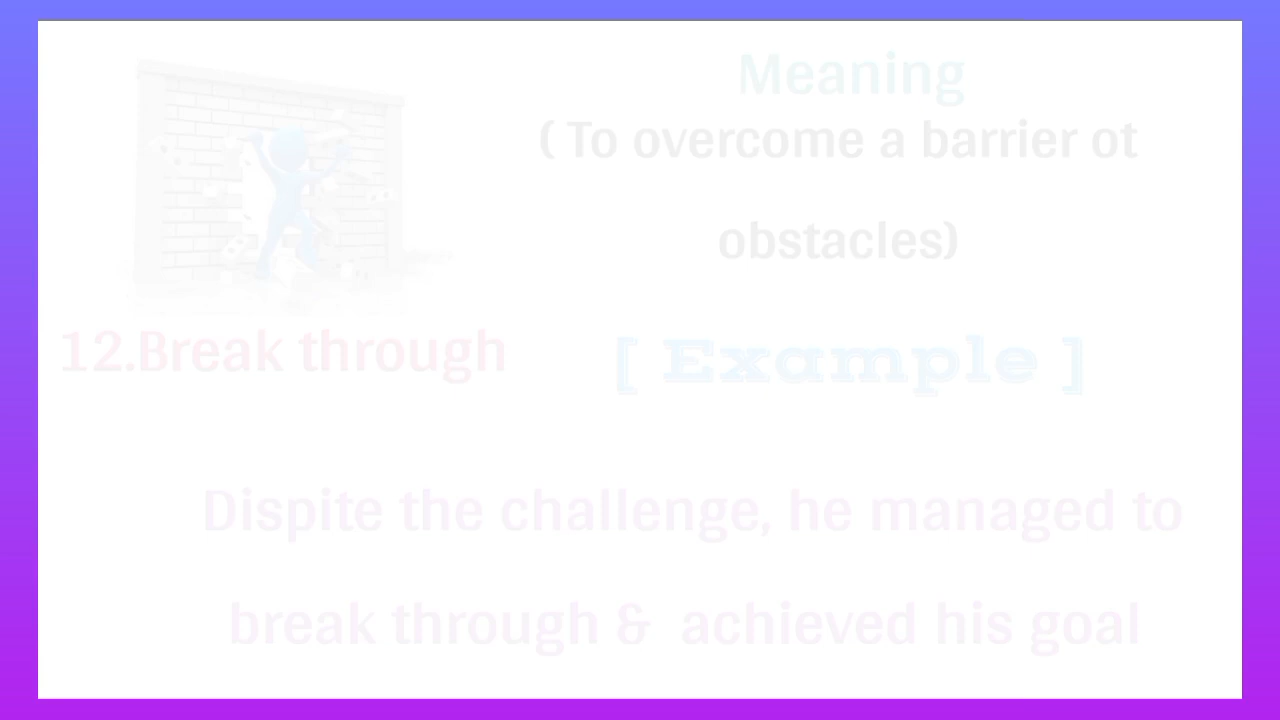 Meaning
( To overcome a barrier ot
obstacles)
12.Break through
[ Example ]
Dispite the challenge, he managed to
break through & achieved his goal